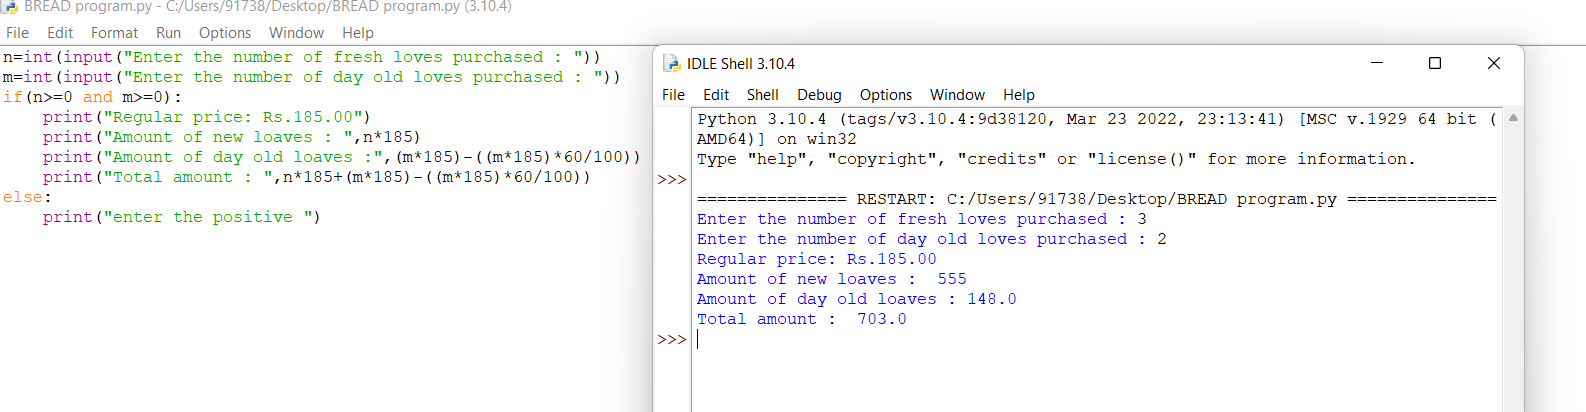 BREAD program.py - C:/Users/91738/Desktop/BREAD program.py (3.10.4)
File Edit Format Run Options Window Help
n=int(input("Enter the number of fresh loves purchased : "))
m=int(input("Enter the number of day old loves purchased : "))
if(n>=0 and m>=0):
    print("Regular price: Rs.185.00")
    print("Amount of new loaves : ",n*185)
    print("Amount of day old loaves :",(m*185)-((m*185)*60/100))
    print("Total amount : ",n*185+(m*185)-((m*185)*60/100))
else:
    print("enter the positive ")
IDLE Shell 3.10.4
File Edit Shell Debug Options Window Help
Python 3.10.4 (tags/v3.10.4:9d38120, Mar 23 2022, 23:13:41) [MSC v.1929 64 bit (
AMD64)] on win32
Type "help", "copyright", "credits" or "license()" for more information.
>>>
=============== RESTART: C:/Users/91738/Desktop/BREAD program.py ===============
Enter the number of fresh loves purchased : 3
Enter the number of day old loves purchased : 2
Regular price: Rs.185.00
Amount of new loaves :  555
Amount of day old loaves : 148.0
Total amount :  703.0
>>>